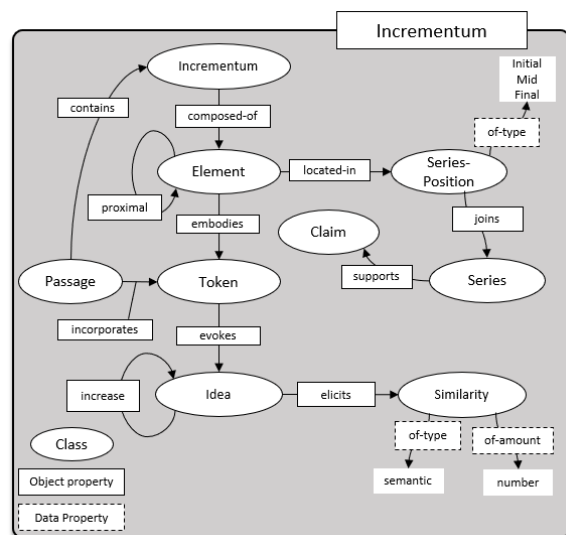 Incrementum
Incrementum
Initial
Mid
Final
contains
composed-of
of-type
Element
located-in
Series-
Position
proximal
embodies
joins
Claim
Passage
Token
supports
Series
incorporates
evokes
increase
Idea
elicits
Similarity
of-type
of-amount
Class
semantic
number
Object property
Data Property